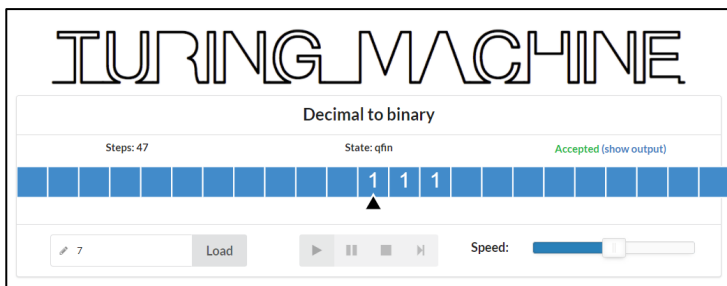 TURING MACHINE
Decimal to binary
Steps: 47 State: qfin Accepted (show output)
1 1 1
7 Load Speed: